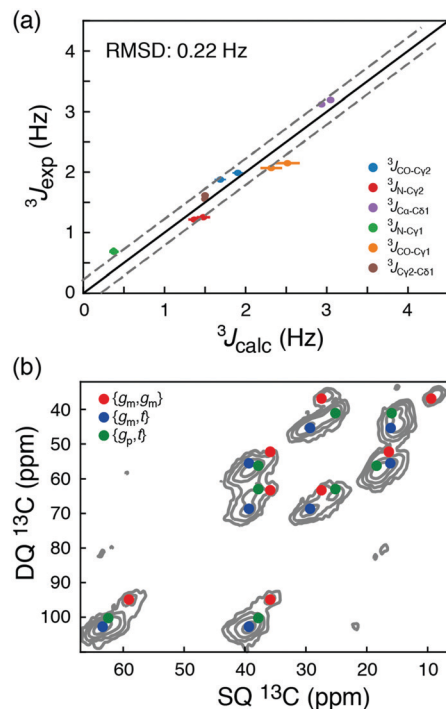 (a)
RMSD: 0.22 Hz
4
3
2
1
0
³J_exp (Hz)
³J_CO-Cγ2
³J_N-Cγ2
³J_Cα-Cδ1
³J_N-Cγ1
³J_CO-Cγ1
³J_Cγ2-Cδ1
0 1 2 3 4
³J_calc (Hz)
(b)
{g_m,g_m}
{g_m,t}
{g_p,t}
40
50
60
70
80
90
100
DQ ¹³C (ppm)
60 50 40 30 20 10
SQ ¹³C (ppm)